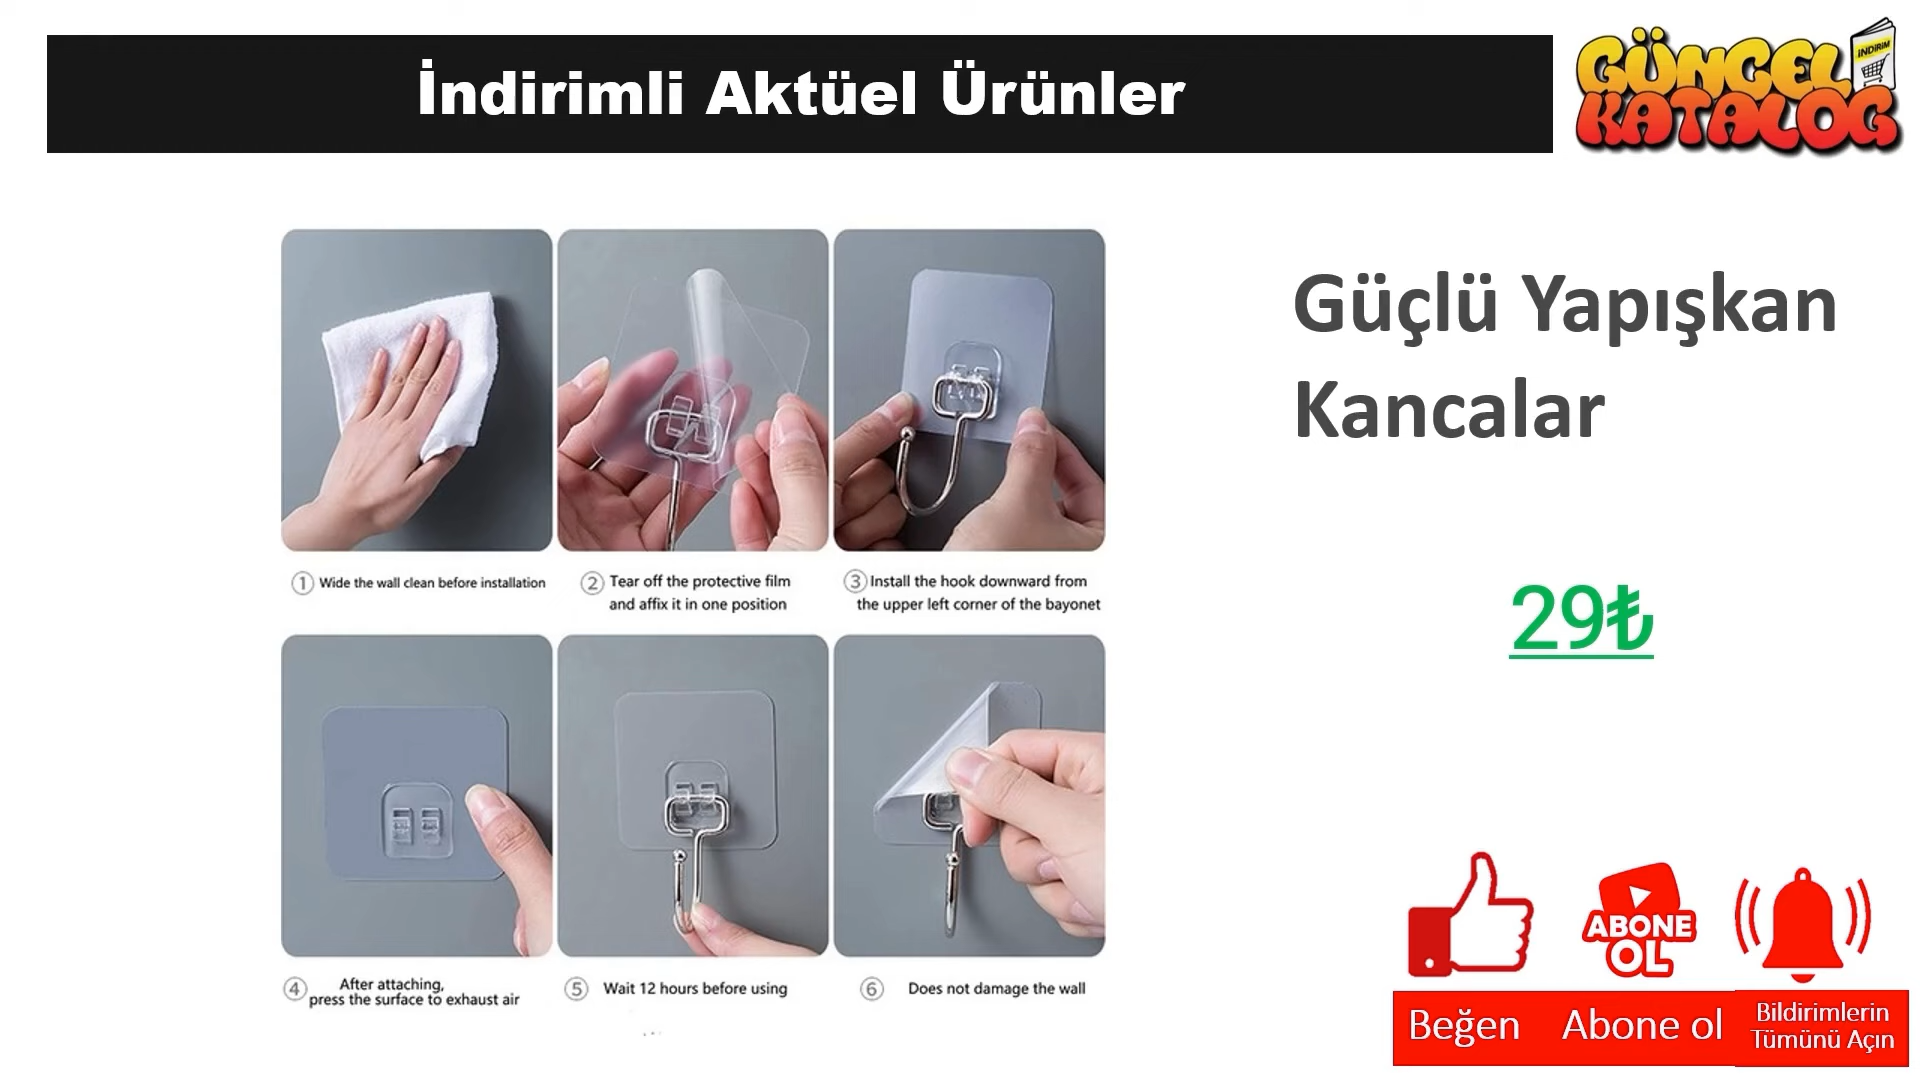 İndirimli Aktüel Ürünler
GÜNCEL
İNDİRİM
KATALOG
Güçlü Yapışkan
Kancalar
29₺
1 Wide the wall clean before installation
2 Tear off the protective film
and affix it in one position
3 Install the hook downward from
the upper left corner of the bayonet
4 After attaching,
press the surface to exhaust air
5 Wait 12 hours before using
6 Does not damage the wall
ABONE
OL
Beğen
Abone ol
Bildirimlerin
Tümünü Açın